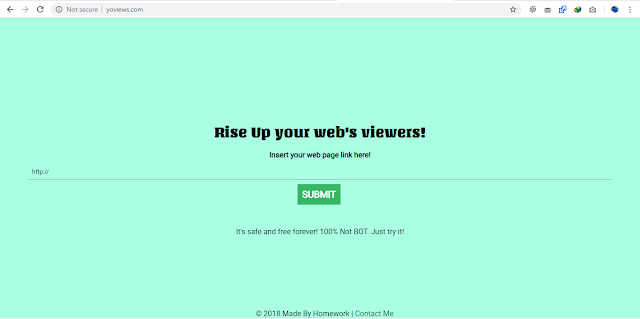 Not secure | yoviews.com
Rise Up your web's viewers!
Insert your web page link here!
http://
SUBMIT
It's safe and free forever! 100% Not BOT. Just try it!
© 2018 Made By Homework | Contact Me